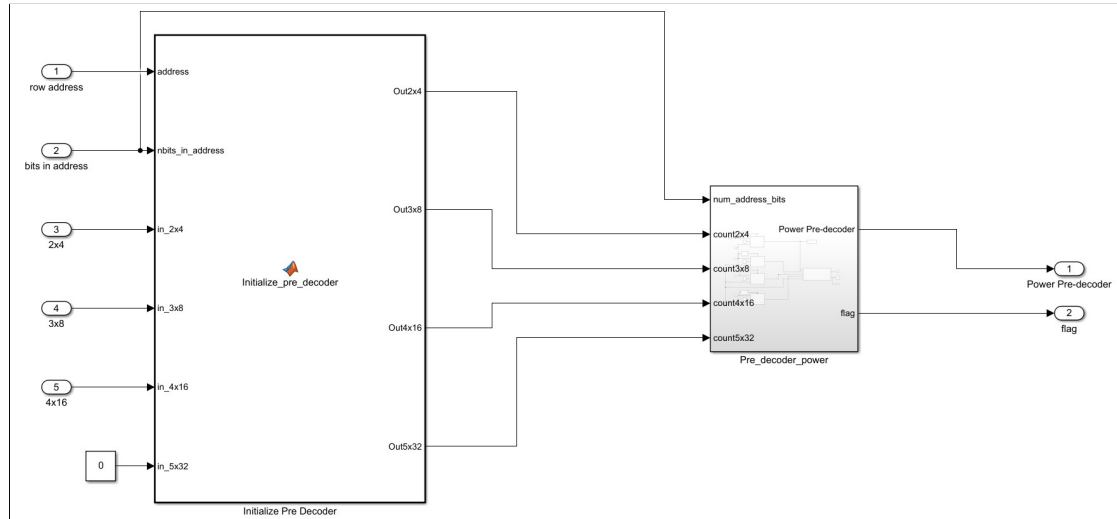 1
row address
2
bits in address
3
2x4
4
3x8
5
4x16
0
address
nbits_in_address
in_2x4
in_3x8
in_4x16
in_5x32
Initialize_pre_decoder
Out2x4
Out3x8
Out4x16
Out5x32
Initialize Pre Decoder
num_address_bits
count2x4
count3x8
count4x16
count5x32
Power Pre-decoder
flag
Pre_decoder_power
1
Power Pre-decoder
2
flag